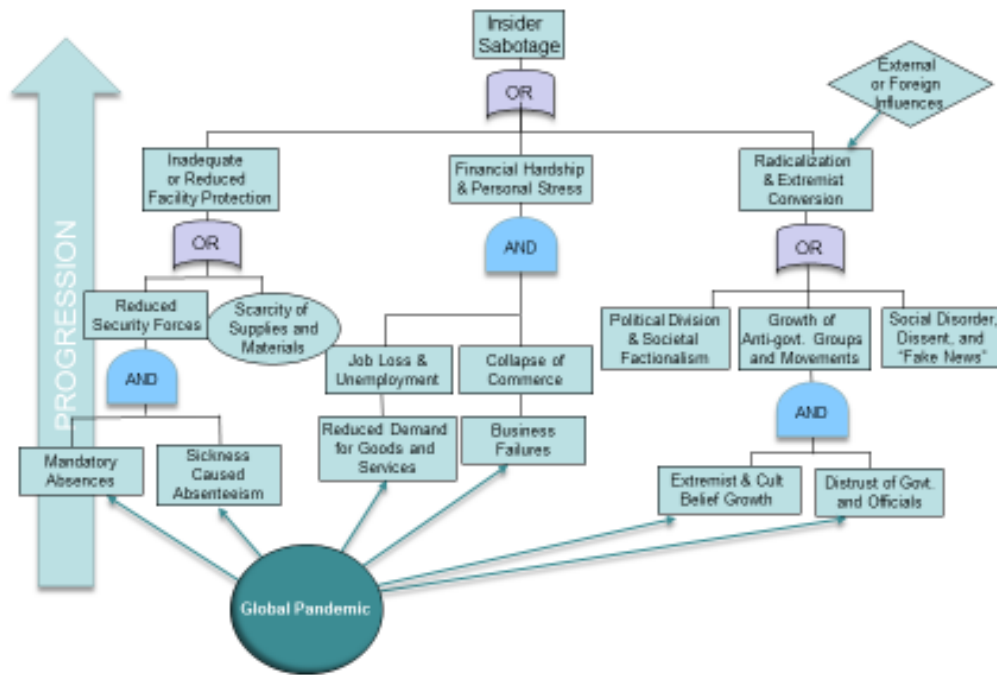 Insider
Sabotage
OR
External
or Foreign
Influences
Inadequate
or Reduced
Facility Protection
Financial Hardship
& Personal Stress
Radicalization
& Extremist
Conversion
OR
AND
OR
PROGRESSION
Reduced
Security Forces
Scarcity of
Supplies and
Materials
Job Loss &
Unemployment
Collapse of
Commerce
Political Division
& Societal
Factionalism
Growth of
Anti-govt. Groups
and Movements
Social Disorder,
Dissent, and
"Fake News"
AND
AND
Mandatory
Absences
Sickness
Caused
Absenteeism
Reduced Demand
for Goods and
Services
Business
Failures
Extremist & Cult
Belief Growth
Distrust of Govt.
and Officials
Global Pandemic